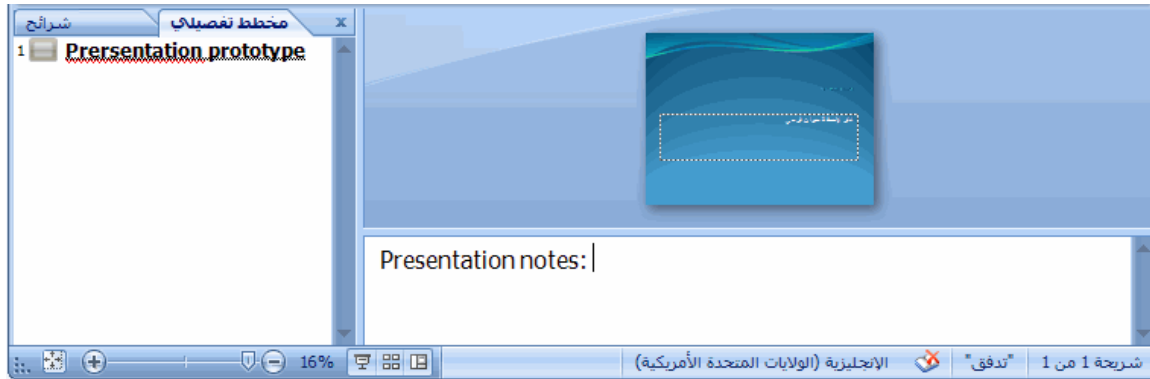 شرائح
مخطط تفصيلي
x
1 Prersentation prototype
Presentation notes:
16%
الإنجليزية (الولايات المتحدة الأمريكية)
"تدفق"
شريحة 1 من 1